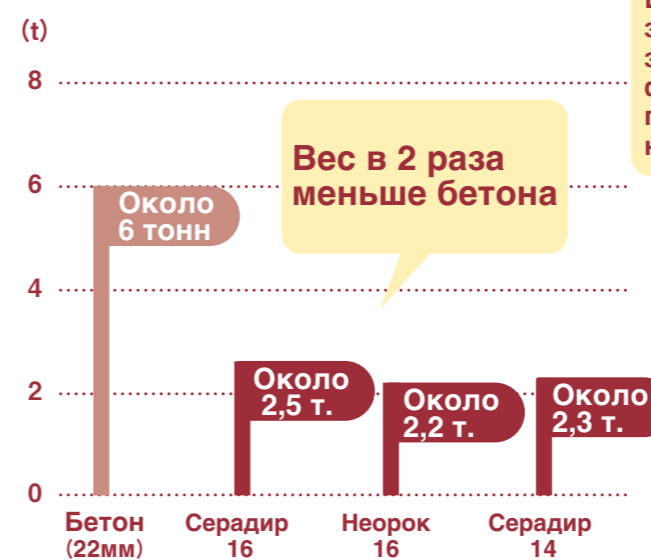 (t)
8
6
4
2
0
Вес в 2 раза
меньше бетона
Около
6 тонн
Около
2,5 т.
Около
2,2 т.
Около
2,3 т.
Бетон
(22мм)
Серадир
16
Неорок
16
Серадир
14